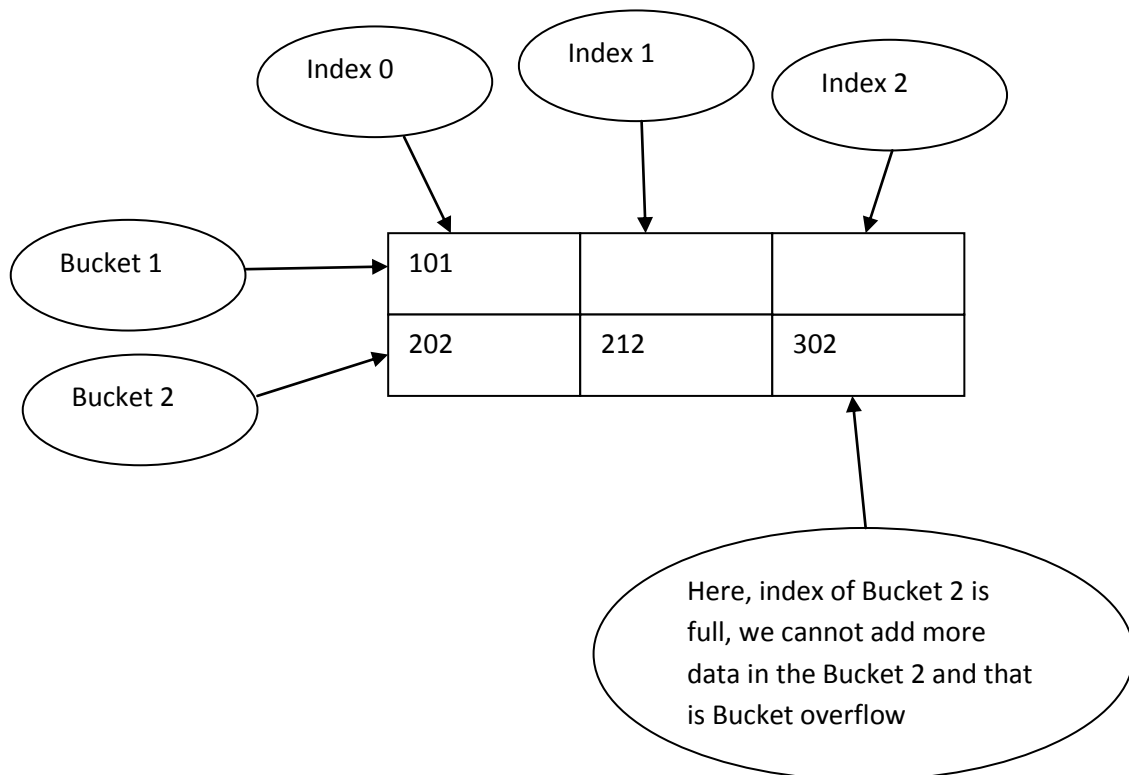 Index 0
Index 1
Index 2
Bucket 1
101
Bucket 2
202
212
302
Here, index of Bucket 2 is
full, we cannot add more
data in the Bucket 2 and that
is Bucket overflow